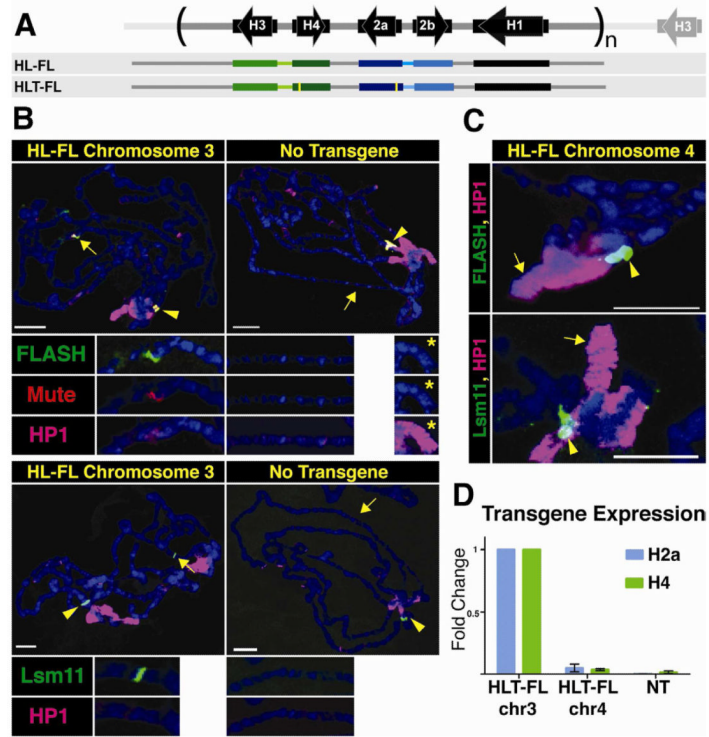 A
H3 H4 2a 2b H1 n H3
HL-FL
HLT-FL
B
HL-FL Chromosome 3 No Transgene
FLASH
Mute
HP1
*
*
*
HL-FL Chromosome 3 No Transgene
Lsm11
HP1
C
HL-FL Chromosome 4
FLASH, HP1
Lsm11, HP1
D
Transgene Expression
H2a
H4
Fold Change
1
0.5
HLT-FL chr3
HLT-FL chr4
NT